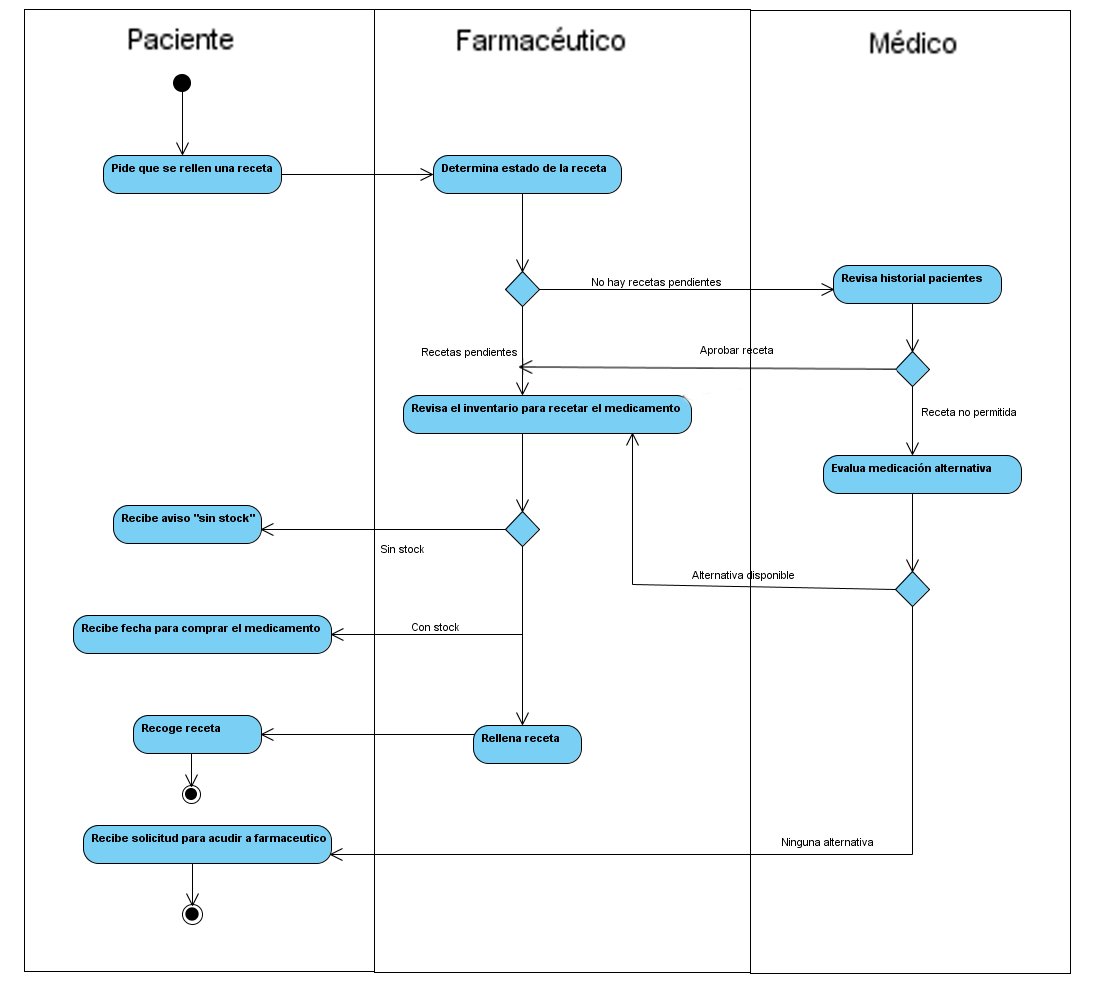 Paciente
Farmacéutico
Médico
Pide que se rellen una receta
Determina estado de la receta
No hay recetas pendientes
Revisa historial pacientes
Recetas pendientes
Aprobar receta
Revisa el inventario para recetar el medicamento
Receta no permitida
Evalua medicación alternativa
Recibe aviso "sin stock"
Sin stock
Alternativa disponible
Recibe fecha para comprar el medicamento
Con stock
Recoge receta
Rellena receta
Recibe solicitud para acudir a farmaceutico
Ninguna alternativa